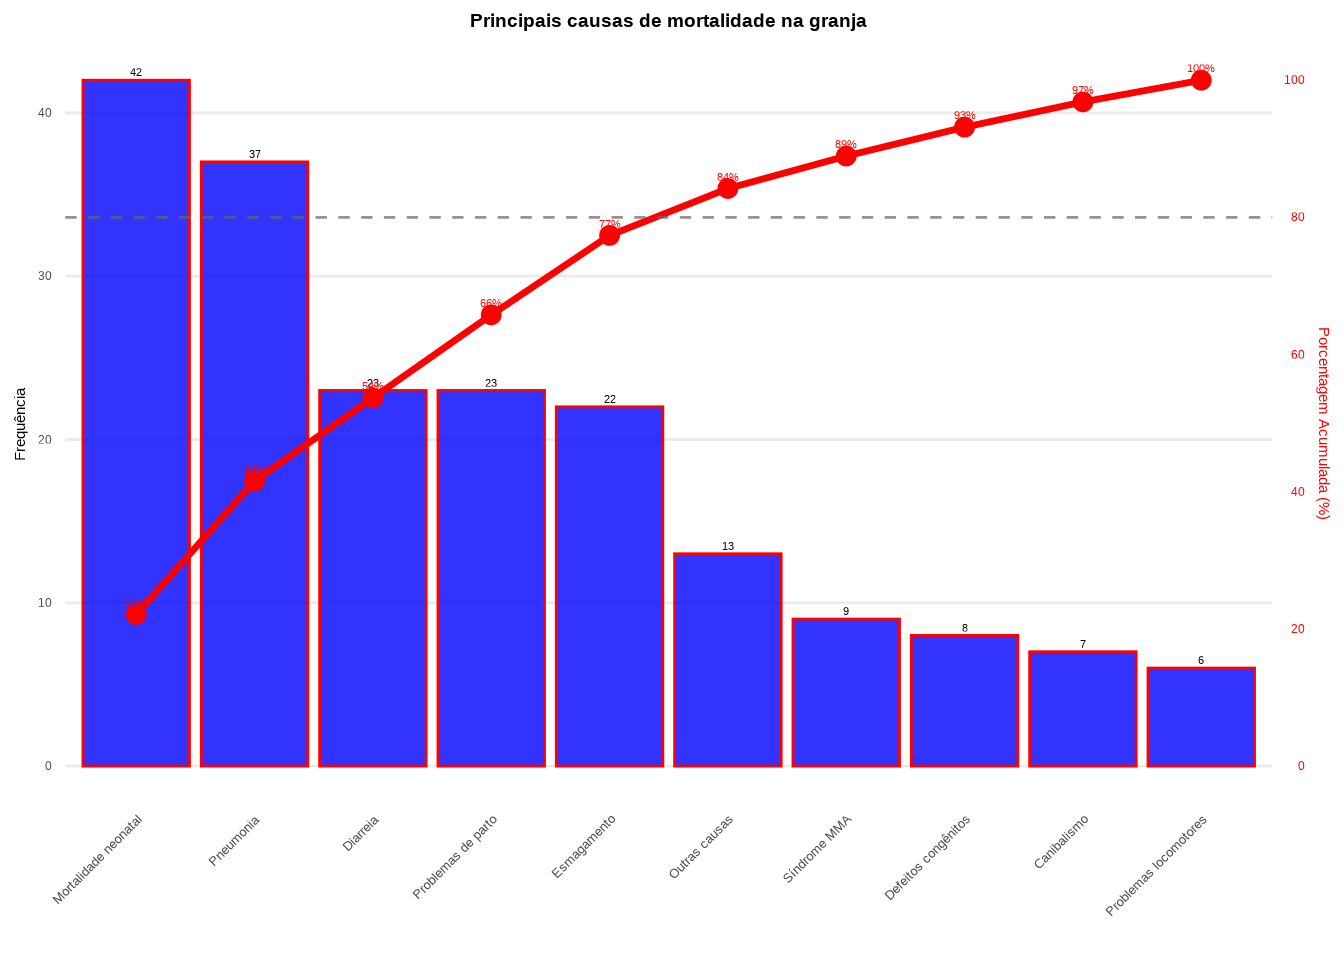 Principais causas de mortalidade na granja
42
37
23
23
22
13
9
8
7
6
66%
77%
84%
89%
93%
97%
100%
40
30
20
10
0
100
80
60
40
20
0
Frequência
Porcentagem Acumulada (%)
Mortalidade neonatal
Pneumonia
Diarreia
Problemas de parto
Esmagamento
Outras causas
Síndrome MMA
Defeitos congênitos
Canibalismo
Problemas locomotores